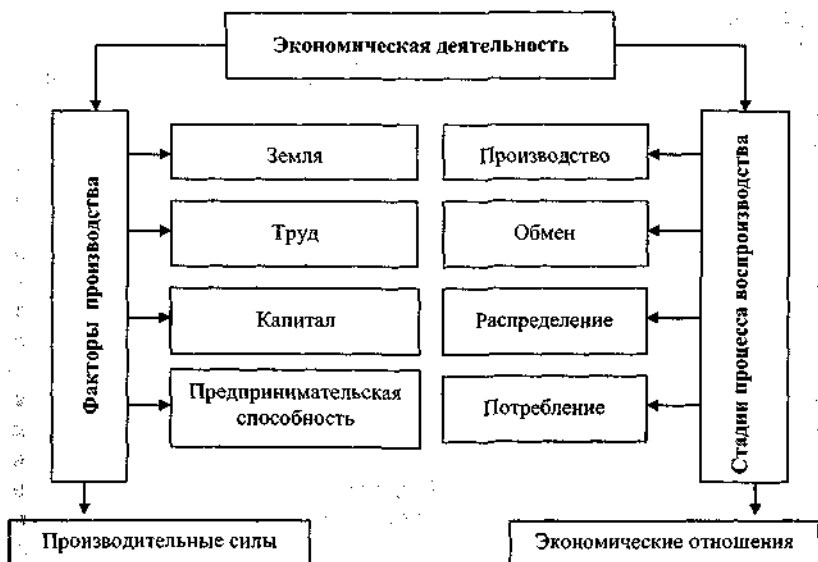 Экономическая деятельность
Факторы производства
Земля
Труд
Капитал
Предпринимательская
способность
Производство
Обмен
Распределение
Потребление
Стадии процесса воспроизводства
Производительные силы
Экономические отношения